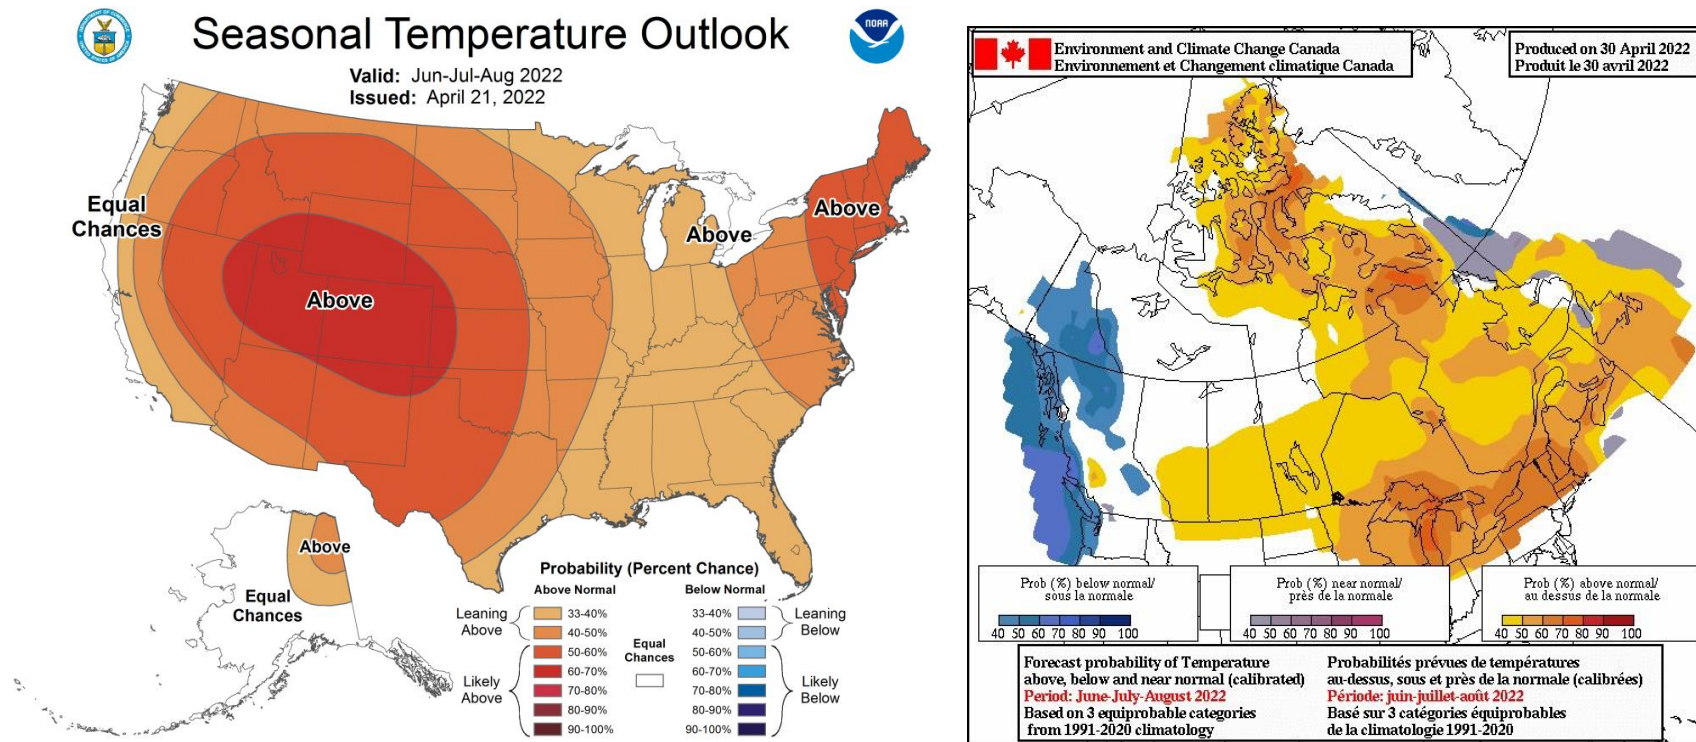 Seasonal Temperature Outlook
NOAA
Valid: Jun-Jul-Aug 2022
Issued: April 21, 2022
Equal
Chances
Above
Above
Above
Above
Equal
Chances
Probability (Percent Chance)
Above Normal
Below Normal
Leaning
Above
33-40%
40-50%
Likely
Above
50-60%
60-70%
70-80%
80-90%
90-100%
Equal
Chances
33-40%
40-50%
Leaning
Below
50-60%
60-70%
70-80%
80-90%
90-100%
Likely
Below
Environment and Climate Change Canada
Environnement et Changement climatique Canada
Produced on 30 April 2022
Produit le 30 avril 2022
Prob (%) below normal/
sous la normale
40 50 60 70 80 90 100
Prob (%) near normal/
près de la normale
40 50 60 70 80 90 100
Prob (%) above normal/
au dessus de la normale
40 50 60 70 80 90 100
Forecast probability of Temperature
above, below and near normal (calibrated)
Period: June-July-August 2022
Based on 3 equiprobable categories
from 1991-2020 climatology
Probabilités prévues de températures
au-dessus, sous et près de la normale (calibrées)
Période: juin-juillet-août 2022
Basé sur 3 catégories équiprobables
de la climatologie 1991-2020